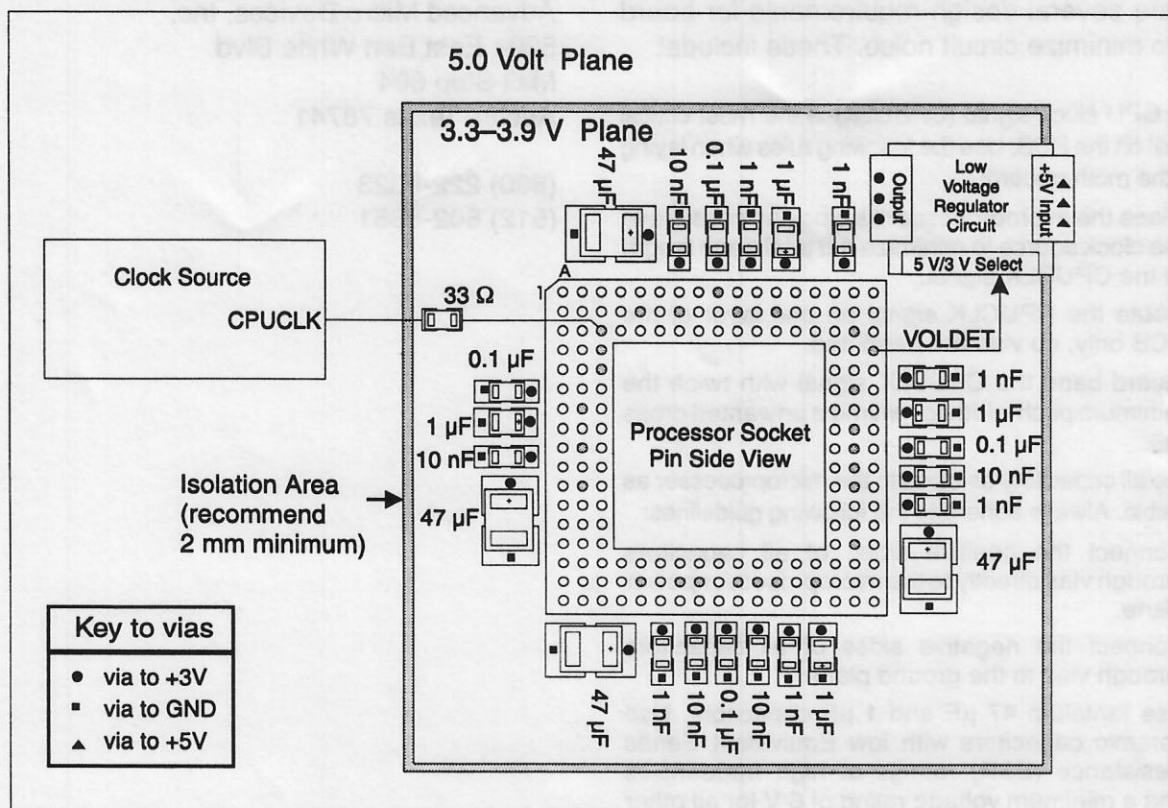 5.0 Volt Plane
3.3–3.9 V Plane
47 µF
10 nF
0.1 µF
1 nF
1 µF
1 nF
Output
Low
Voltage
Regulator
Circuit
+5V Input
5 V/3 V Select
Clock Source
CPUCLK
33 Ω
A
1
VOLDET
0.1 µF
1 µF
10 nF
47 µF
Processor Socket
Pin Side View
1 nF
1 µF
0.1 µF
10 nF
1 nF
47 µF
Isolation Area
(recommend
2 mm minimum)
47 µF
1 nF
10 nF
0.1 µF
10 nF
1 nF
1 µF
Key to vias
via to +3V
via to GND
via to +5V